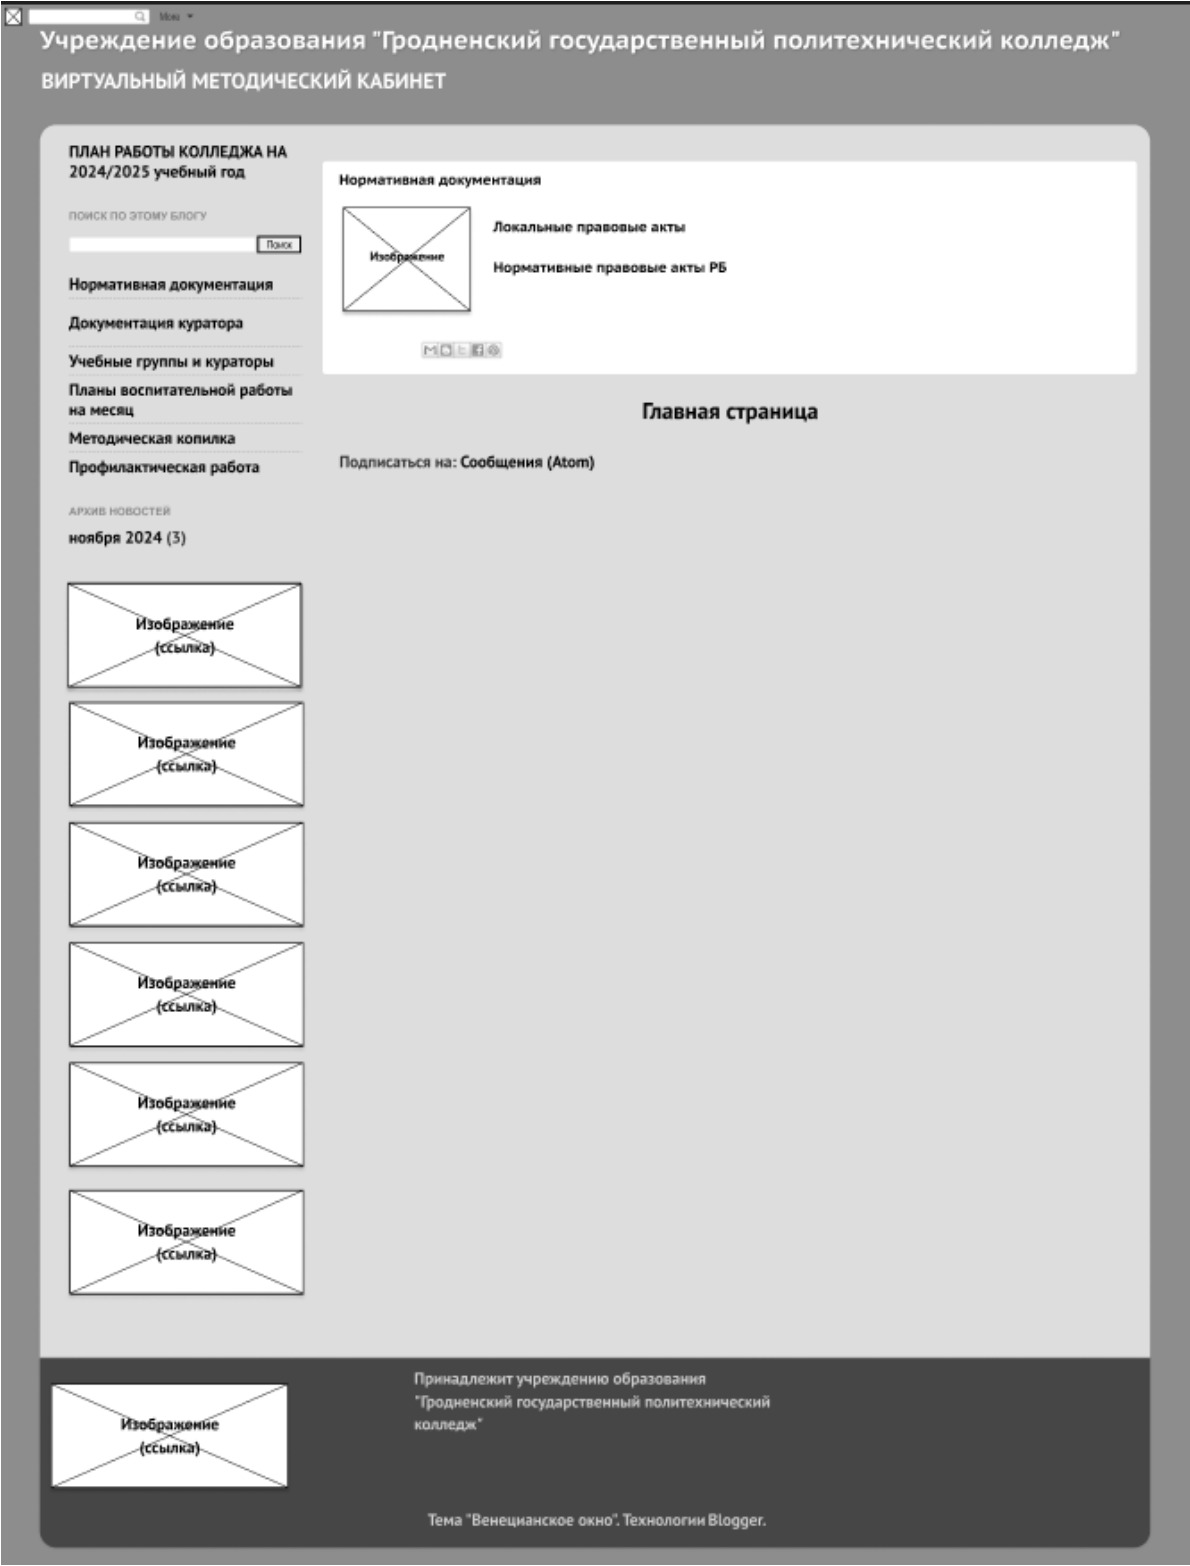 Menu
Учреждение образования "Гродненский государственный политехнический колледж"
ВИРТУАЛЬНЫЙ МЕТОДИЧЕСКИЙ КАБИНЕТ
ПЛАН РАБОТЫ КОЛЛЕДЖА НА
2024/2025 учебный год
ПОИСК ПО ЭТОМУ БЛОГУ
Поиск
Нормативная документация
Документация куратора
Учебные группы и кураторы
Планы воспитательной работы
на месяц
Методическая копилка
Профилактическая работа
АРХИВ НОВОСТЕЙ
ноября 2024 (3)
Изображение
(ссылка)
Изображение
(ссылка)
Изображение
(ссылка)
Изображение
(ссылка)
Изображение
(ссылка)
Изображение
(ссылка)
Нормативная документация
Изображение
Локальные правовые акты
Нормативные правовые акты РБ
Главная страница
Подписаться на: Сообщения (Atom)
Изображение
(ссылка)
Принадлежит учреждению образования
"Гродненский государственный политехнический
колледж"
Тема "Венецианское окно". Технологии Blogger.